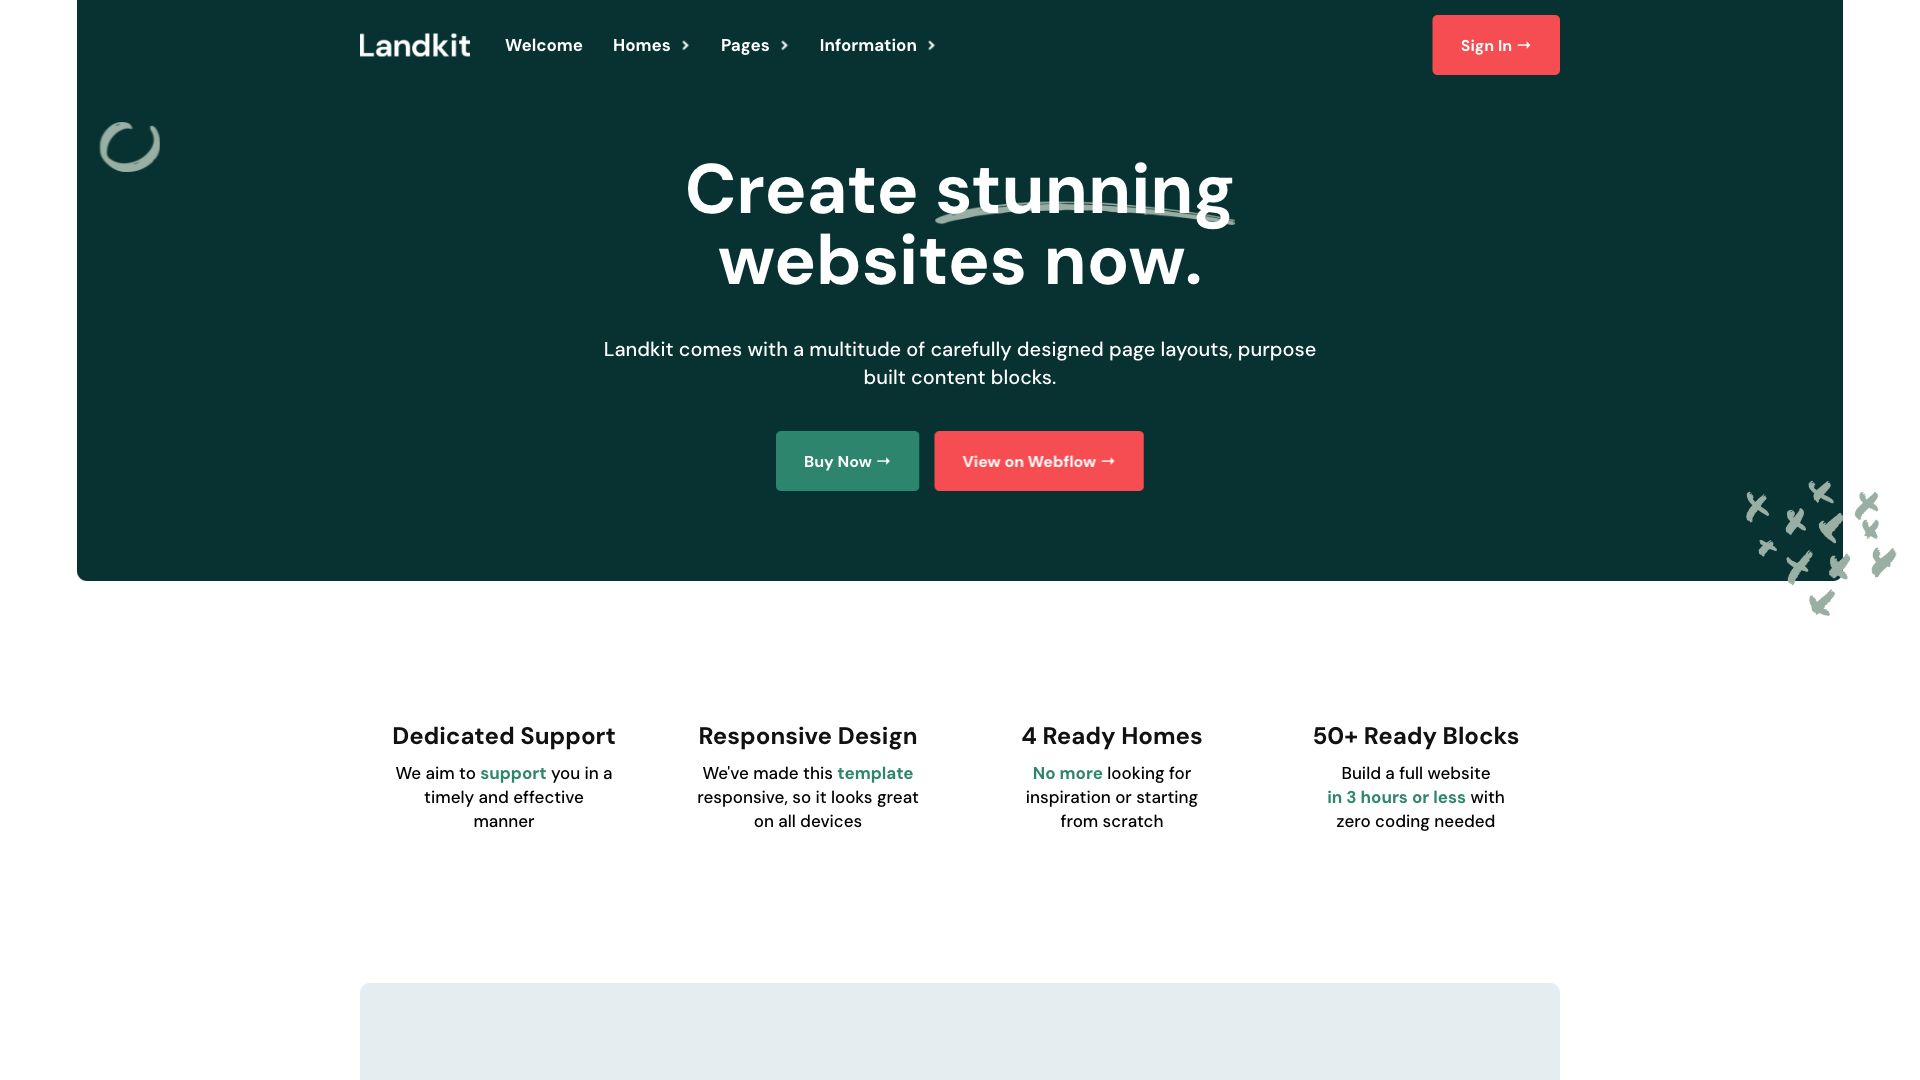 Landkit
Welcome
Homes
Pages
Information
Sign In →
Create stunning
websites now.
Landkit comes with a multitude of carefully designed page layouts, purpose
built content blocks.
Buy Now →
View on Webflow →
Dedicated Support
We aim to support you in a
timely and effective
manner
Responsive Design
We've made this template
responsive, so it looks great
on all devices
4 Ready Homes
No more looking for
inspiration or starting
from scratch
50+ Ready Blocks
Build a full website
in 3 hours or less with
zero coding needed